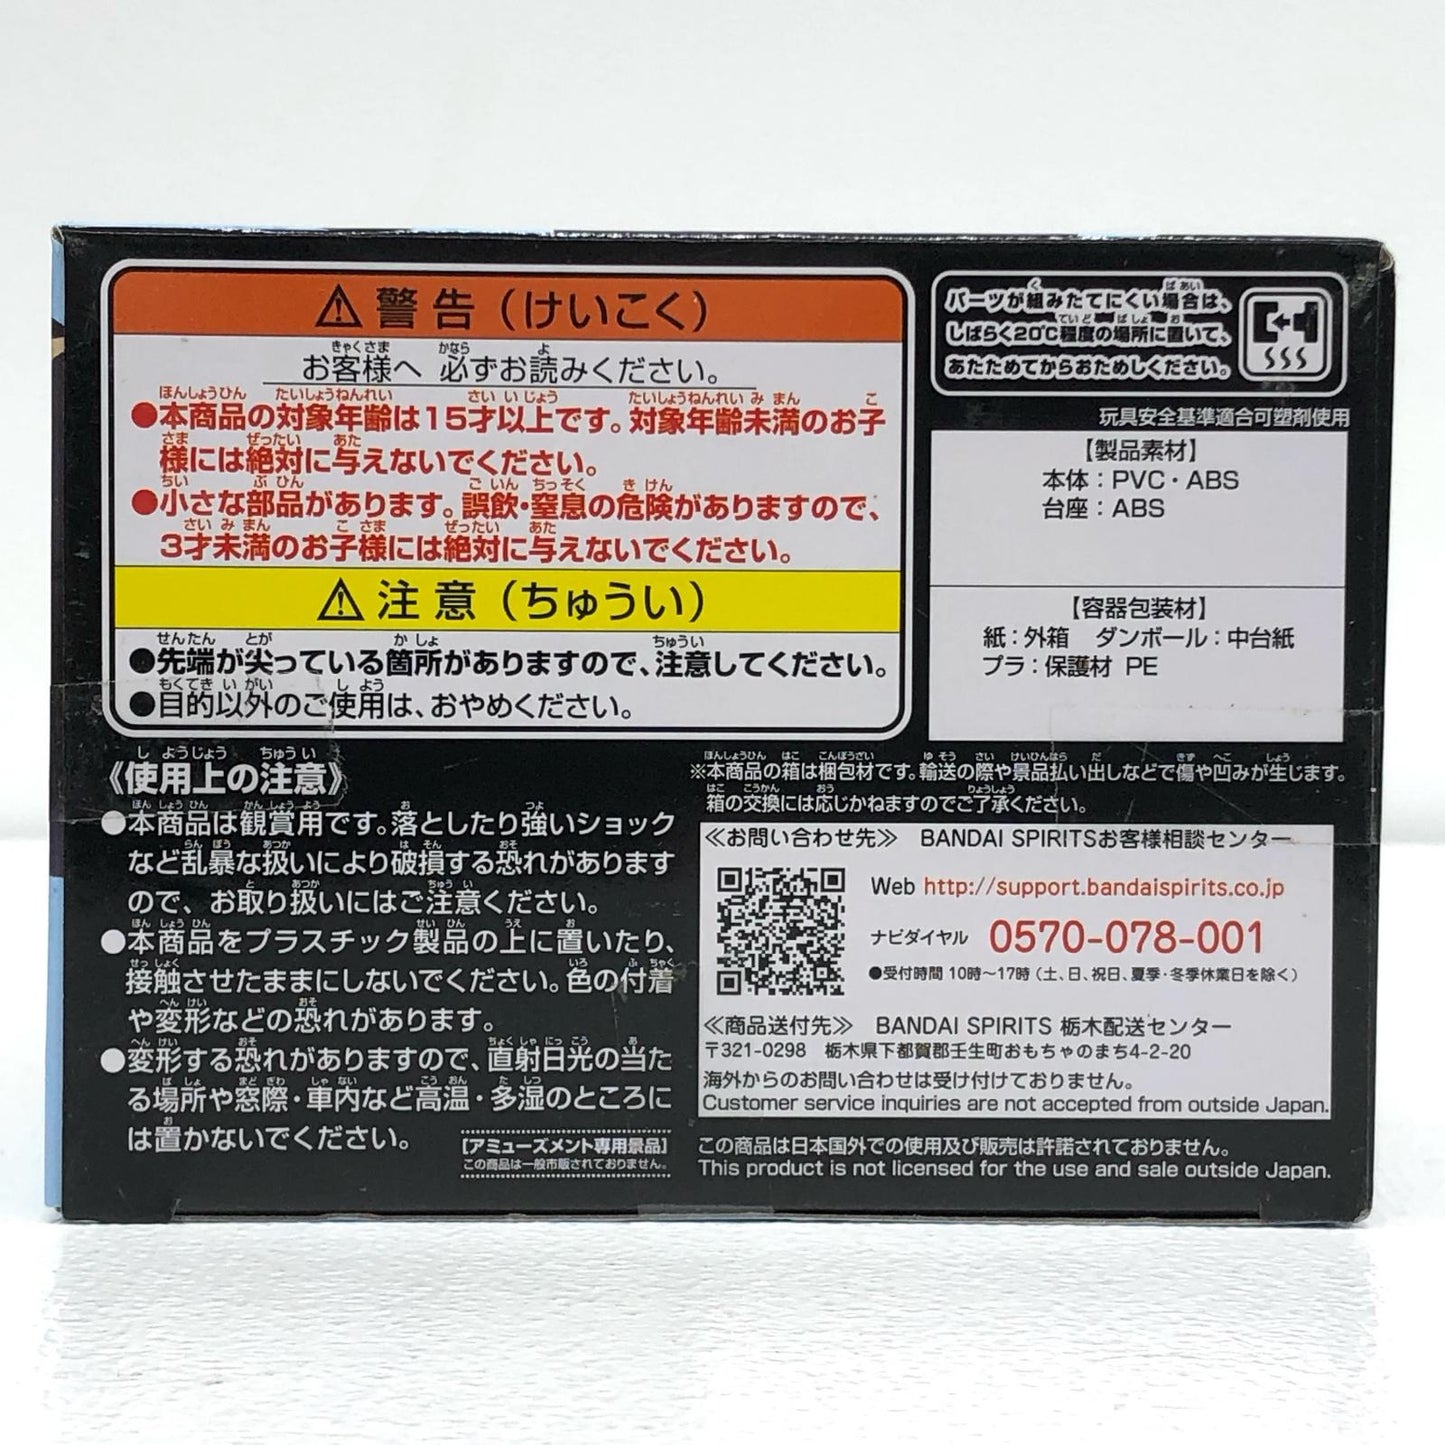 ⚠警告（けいこく）
お客様へ 必ずお読みください。
●本商品の対象年齢は15才以上です。対象年齢未満のお子
様には絶対に与えないでください。
●小さな部品があります。誤飲・窒息の危険がありますので、
3才未満のお子様には絶対に与えないでください。
⚠注意（ちゅうい）
●先端が尖っている箇所がありますので、注意してください。
●目的以外のご使用は、おやめください。
パーツが組みたてにくい場合は、
しばらく20℃程度の場所に置いて、
あたためてからおためしください。
玩具安全基準適合可塑剤使用
【製品素材】
本体：PVC・ABS
台座：ABS
【容器包装材】
紙：外箱 ダンボール：中台紙
プラ：保護材 PE
《使用上の注意》
●本商品は観賞用です。落としたり強いショック
など乱暴な扱いにより破損する恐れがあります
ので、お取り扱いにはご注意ください。
●本商品をプラスチック製品の上に置いたり、
接触させたままにしないでください。色の付着
や変形などの恐れがあります。
●変形する恐れがありますので、直射日光の当た
る場所や窓際・車内など高温・多湿のところに
は置かないでください。
[アミューズメント専用景品]
この商品は一般市販されておりません。
※本商品の箱は梱包材です。輸送の際や景品払い出しなどで傷や凹みが生じます。
箱の交換には応じかねますのでご了承ください。
≪お問い合わせ先≫ BANDAI SPIRITSお客様相談センター
Web http://support.bandaispirits.co.jp
ナビダイヤル 0570-078-001
●受付時間 10時～17時（土、日、祝日、夏季・冬季休業日を除く）
≪商品送付先≫ BANDAI SPIRITS 栃木配送センター
〒321-0298 栃木県下都賀郡壬生町おもちゃのまち4-2-20
海外からのお問い合わせは受け付けておりません。
Customer service inquiries are not accepted from outside Japan.
この商品は日本国外での使用及び販売は許諾されておりません。
This product is not licensed for the use and sale outside Japan.